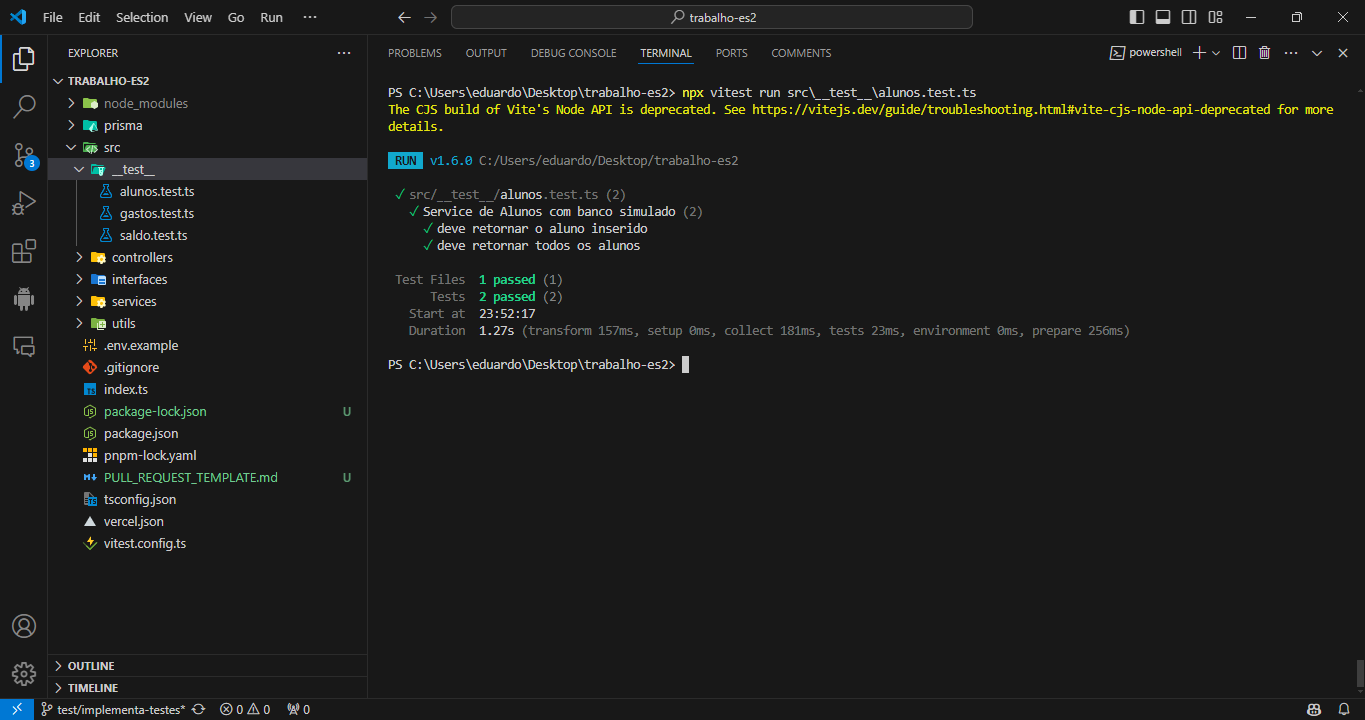 File Edit Selection View Go Run ···
trabalho-es2
EXPLORER ···
TRABALHO-ES2
node_modules
prisma
src
__test__
alunos.test.ts
gastos.test.ts
saldo.test.ts
controllers
interfaces
services
utils
.env.example
.gitignore
index.ts
package-lock.json U
package.json
pnpm-lock.yaml
PULL_REQUEST_TEMPLATE.md U
tsconfig.json
vercel.json
vitest.config.ts
OUTLINE
TIMELINE
3
PROBLEMS OUTPUT DEBUG CONSOLE TERMINAL PORTS COMMENTS
powershell
PS C:\Users\eduardo\Desktop\trabalho-es2> npx vitest run src\__test__\alunos.test.ts
The CJS build of Vite's Node API is deprecated. See https://vitejs.dev/guide/troubleshooting.html#vite-cjs-node-api-deprecated for more
details.
RUN v1.6.0 C:/Users/eduardo/Desktop/trabalho-es2
✓ src/__test__/alunos.test.ts (2)
✓ Service de Alunos com banco simulado (2)
✓ deve retornar o aluno inserido
✓ deve retornar todos os alunos
Test Files 1 passed (1)
Tests 2 passed (2)
Start at 23:52:17
Duration 1.27s (transform 157ms, setup 0ms, collect 181ms, tests 23ms, environment 0ms, prepare 256ms)
PS C:\Users\eduardo\Desktop\trabalho-es2>
test/implementa-testes* 0 0 0